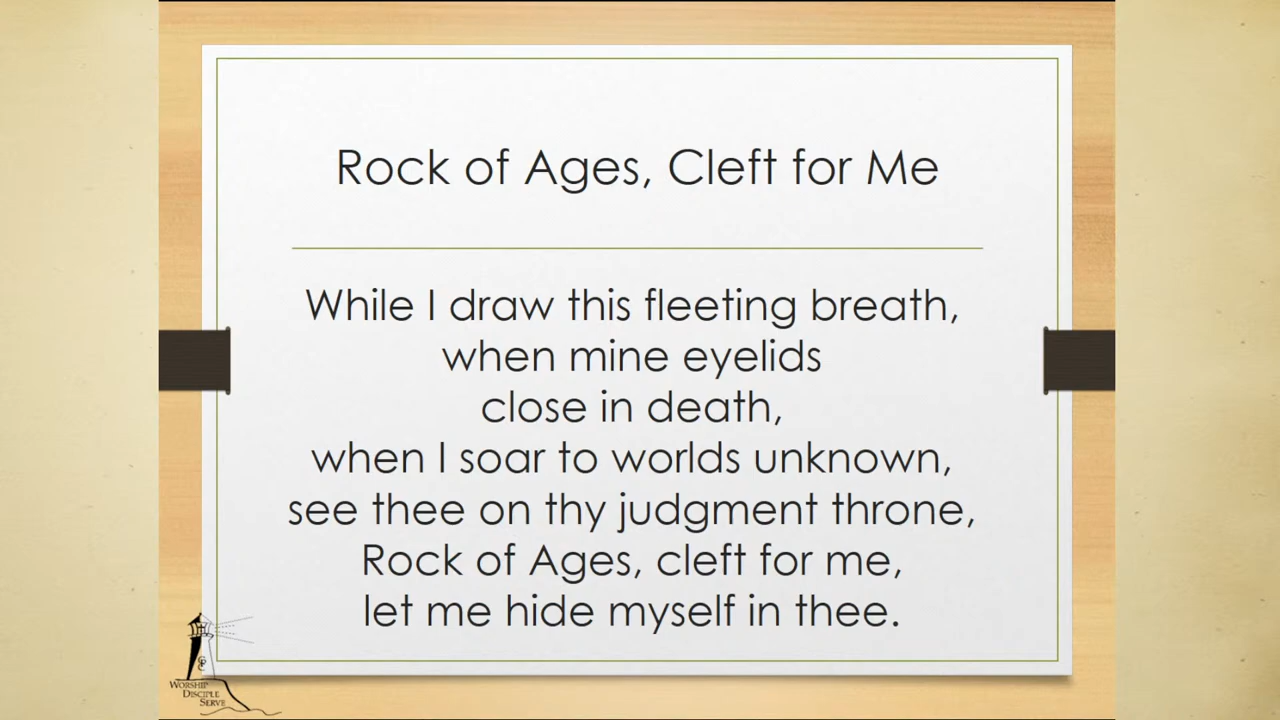 Rock of Ages, Cleft for Me
While I draw this fleeting breath,
when mine eyelids
close in death,
when I soar to worlds unknown,
see thee on thy judgment throne,
Rock of Ages, cleft for me,
let me hide myself in thee.
WORSHIP
DISCIPLE
SERVE